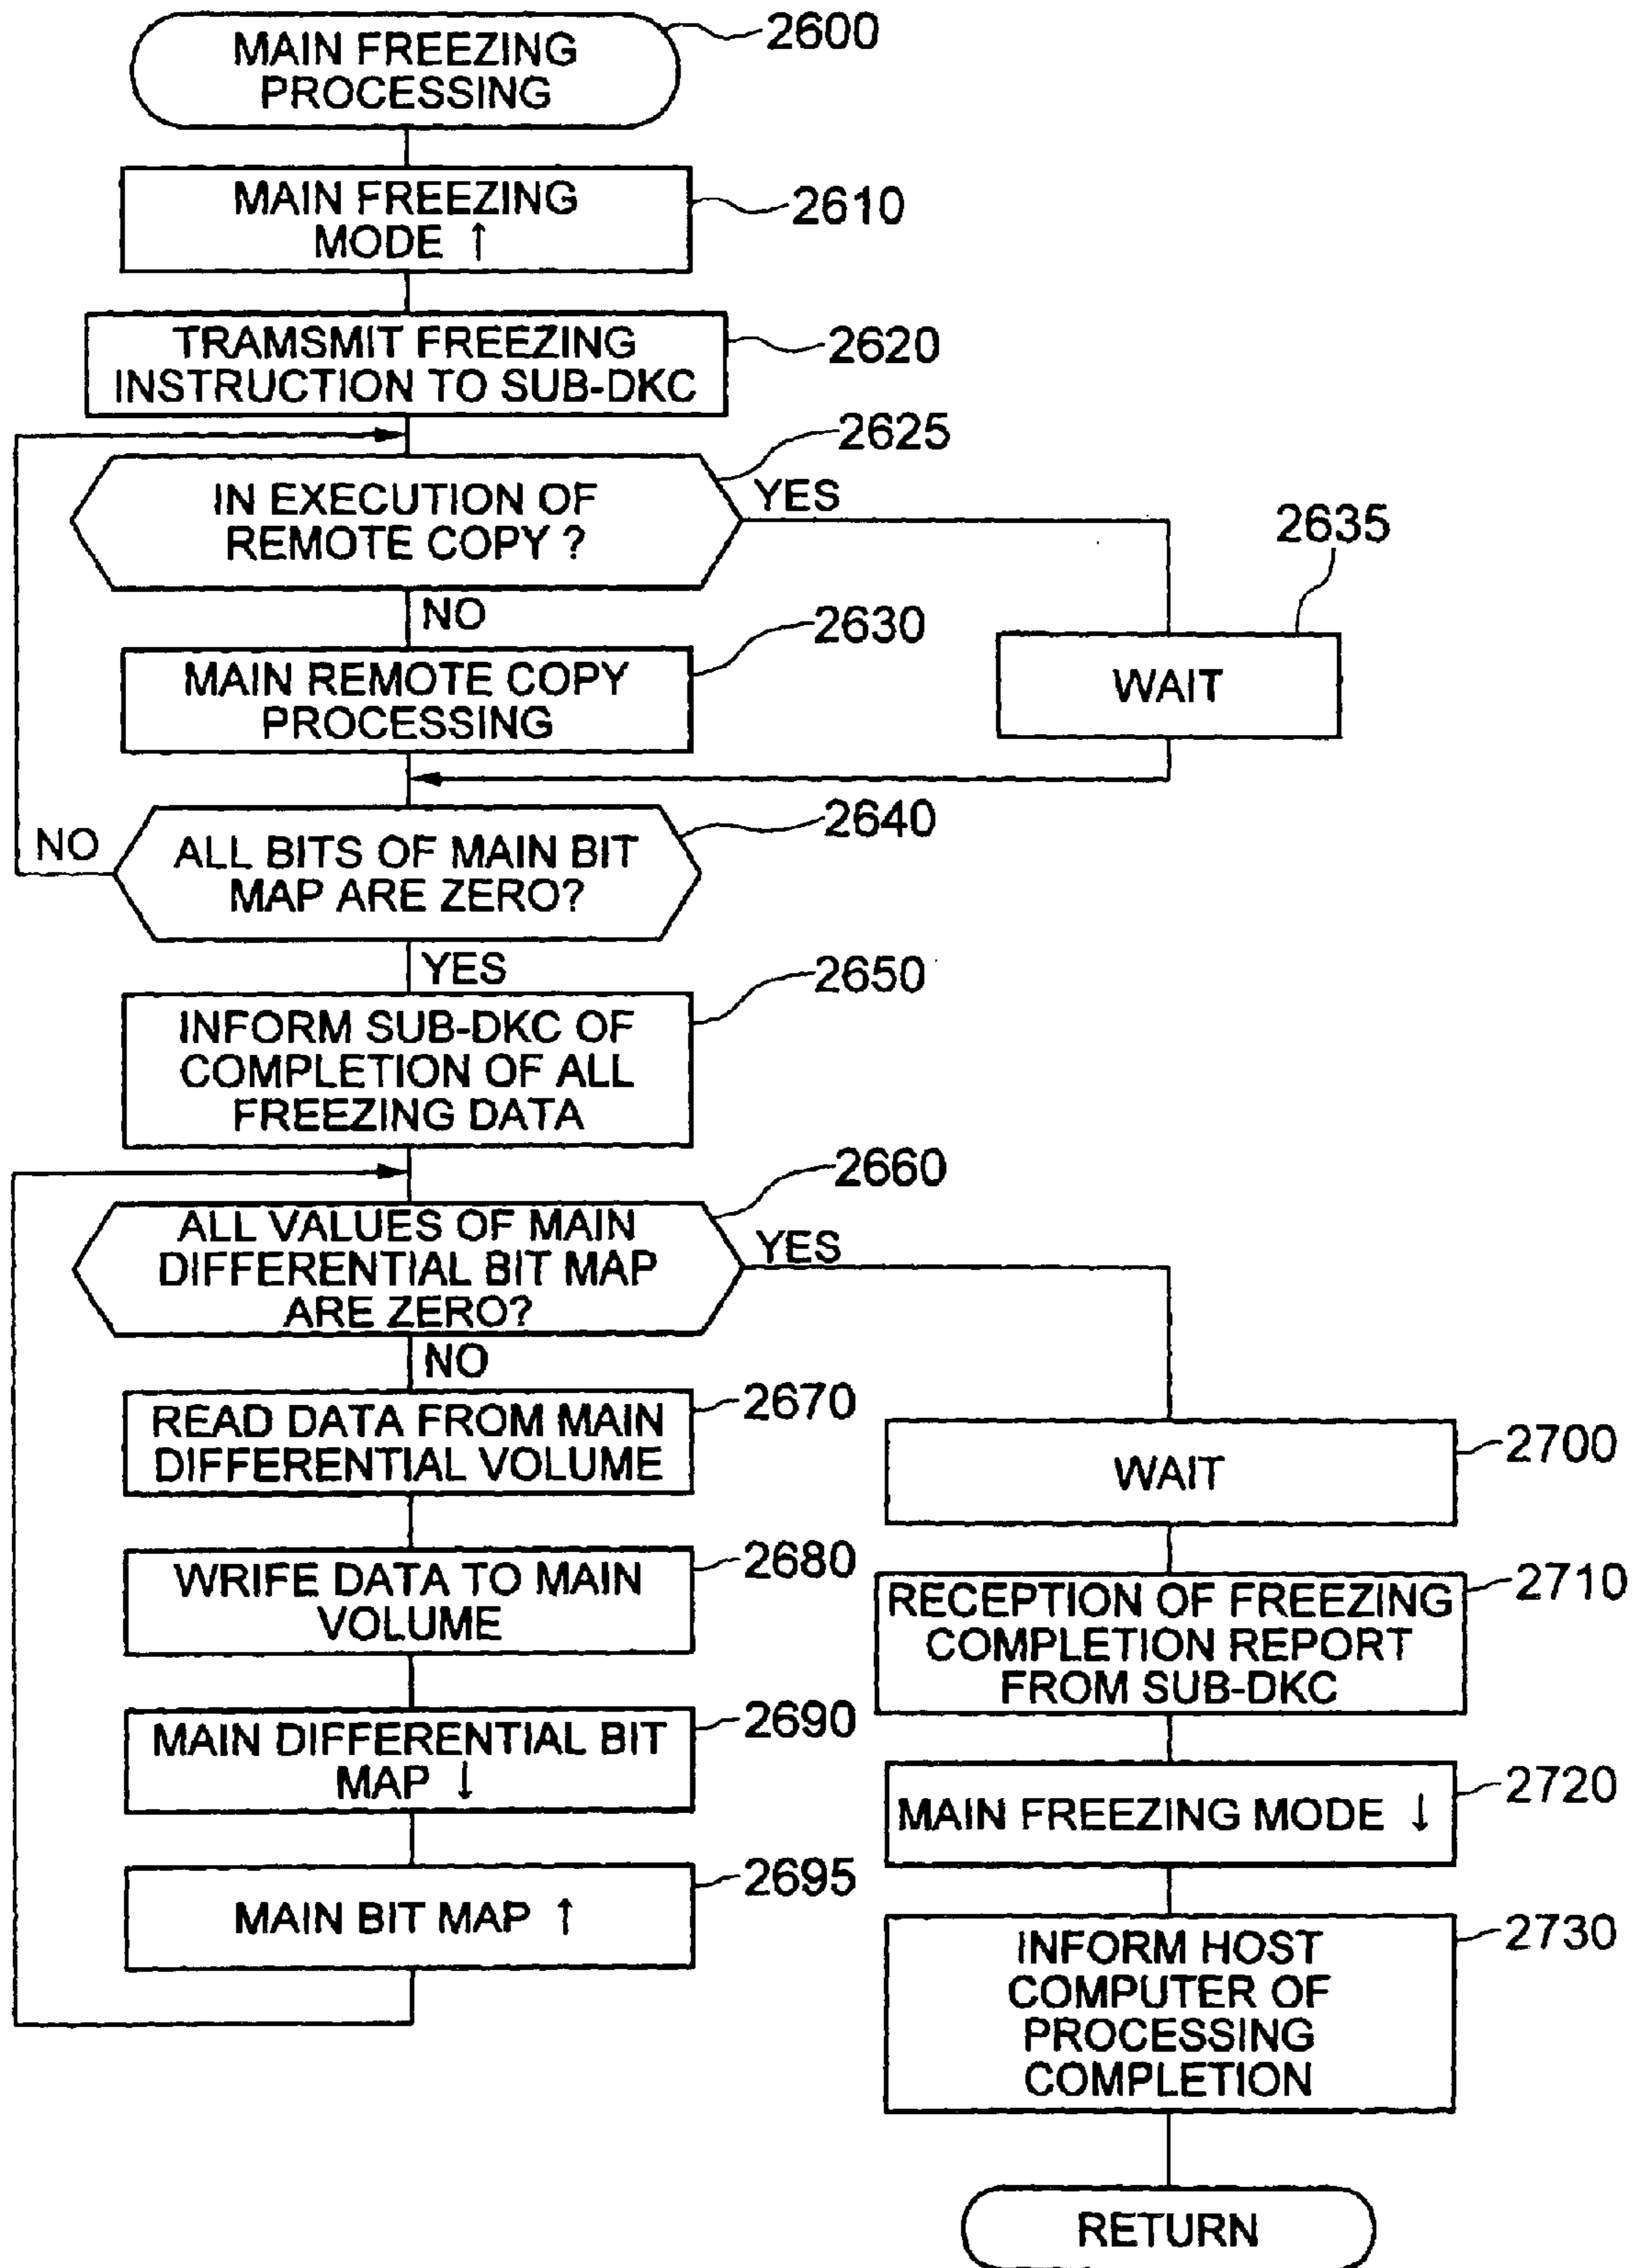 MAIN FREEZING
PROCESSING
2600
MAIN FREEZING
MODE ↑
2610
TRAMSMIT FREEZING
INSTRUCTION TO SUB-DKC
2620
IN EXECUTION OF
REMOTE COPY ?
2625
YES
NO
2635
WAIT
MAIN REMOTE COPY
PROCESSING
2630
ALL BITS OF MAIN BIT
MAP ARE ZERO?
2640
NO
YES
INFORM SUB-DKC OF
COMPLETION OF ALL
FREEZING DATA
2650
ALL VALUES OF MAIN
DIFFERENTIAL BIT MAP
ARE ZERO?
2660
YES
NO
READ DATA FROM MAIN
DIFFERENTIAL VOLUME
2670
WRIFE DATA TO MAIN
VOLUME
2680
MAIN DIFFERENTIAL BIT
MAP ↓
2690
MAIN BIT MAP ↑
2695
WAIT
2700
RECEPTION OF FREEZING
COMPLETION REPORT
FROM SUB-DKC
2710
MAIN FREEZING MODE ↓
2720
INFORM HOST
COMPUTER OF
PROCESSING
COMPLETION
2730
RETURN